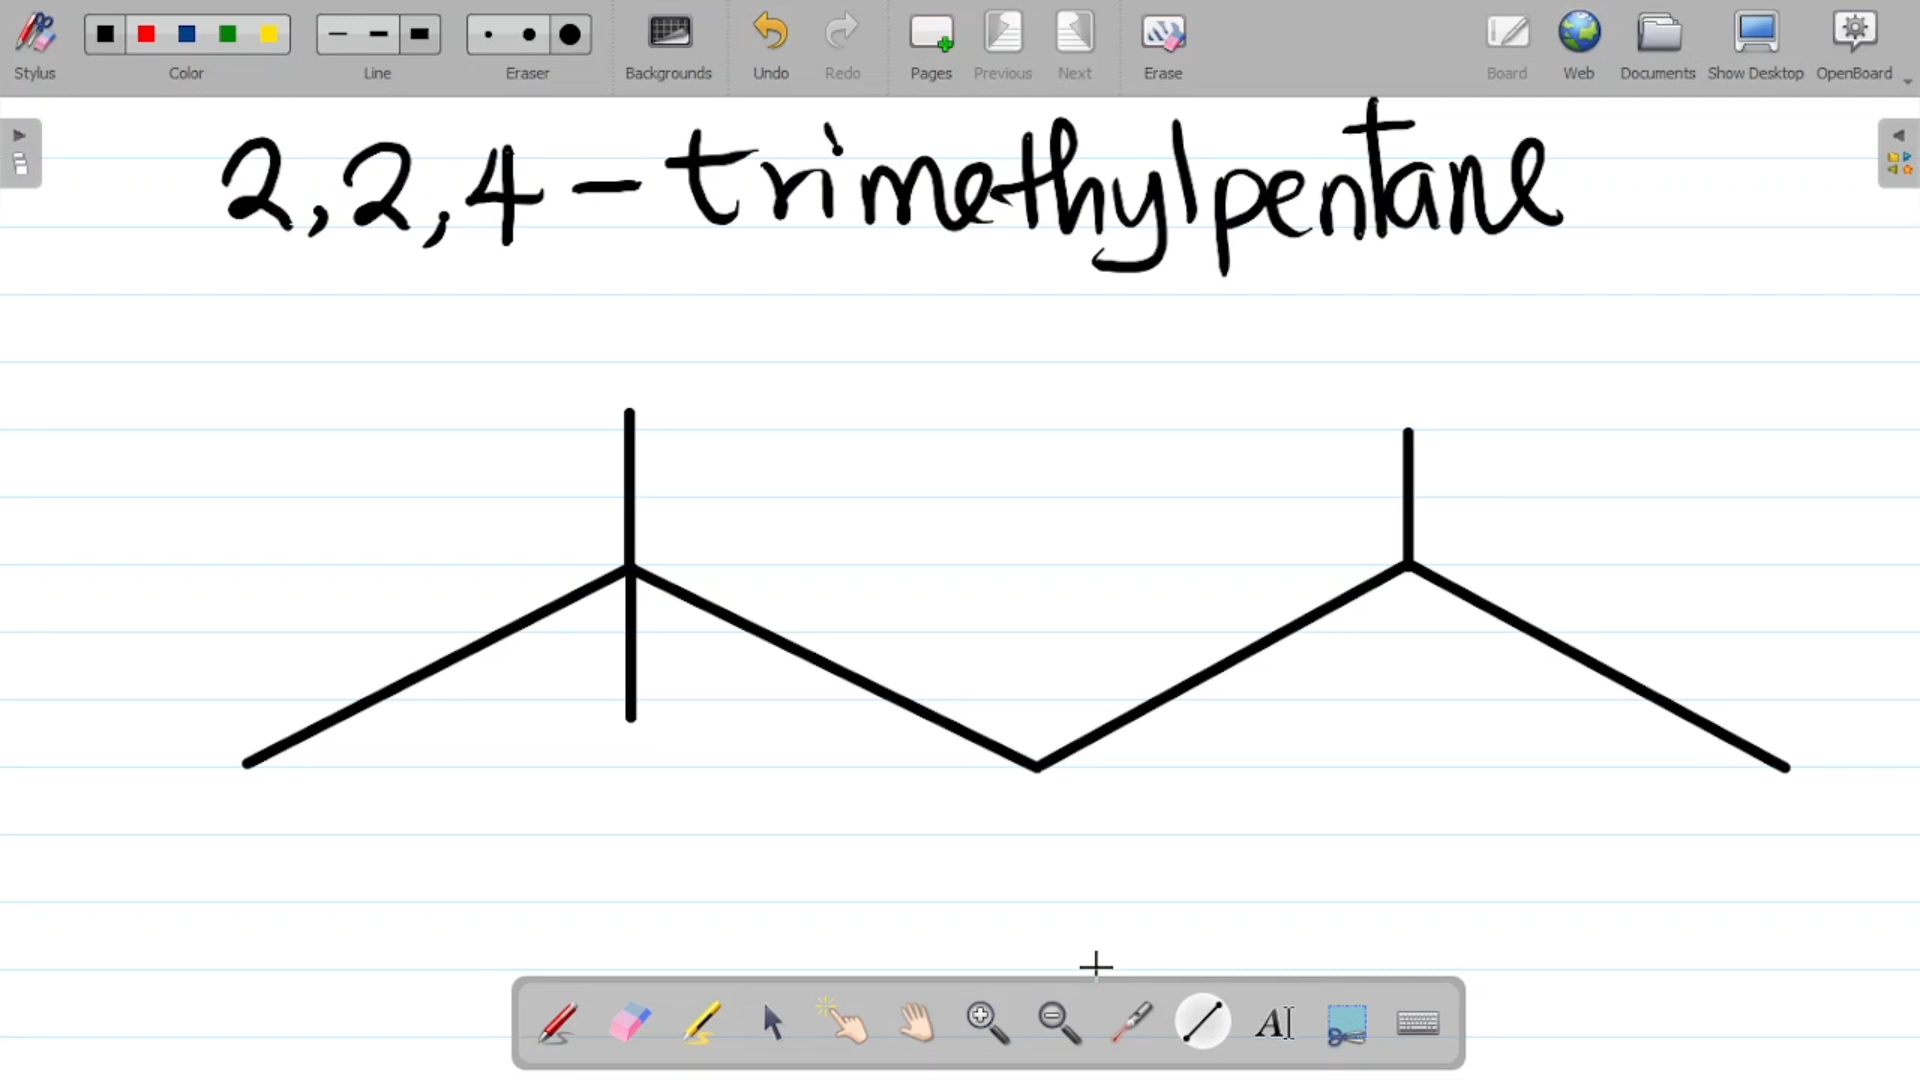 Stylus Color Line Eraser Backgrounds Undo Redo Pages Previous Next Erase Board Web Documents Show Desktop OpenBoard
2,2,4-trimethylpentane
AI